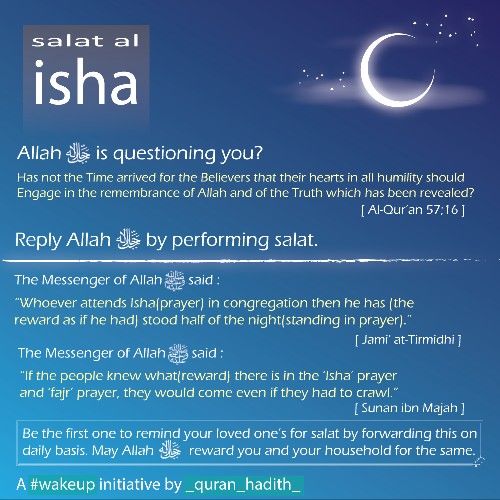 salat al
isha
Allah ﷻ is questioning you?
Has not the Time arrived for the Believers that their hearts in all humility should
Engage in the remembrance of Allah and of the Truth which has been revealed?
[ Al-Qur'an 57;16 ]
Reply Allah ﷻ by performing salat.
The Messenger of Allah ﷺ said :
"Whoever attends Isha(prayer) in congregation then he has (the
reward as if he had) stood half of the night(standing in prayer)."
[ Jami' at-Tirmidhi ]
The Messenger of Allah ﷺ said :
"If the people knew what(reward) there is in the 'Isha' prayer
and 'fajr' prayer, they would come even if they had to crawl."
[ Sunan ibn Majah ]
Be the first one to remind your loved one's for salat by forwarding this on
daily basis. May Allah ﷻ reward you and your household for the same.
A #wakeup initiative by _quran_hadith_